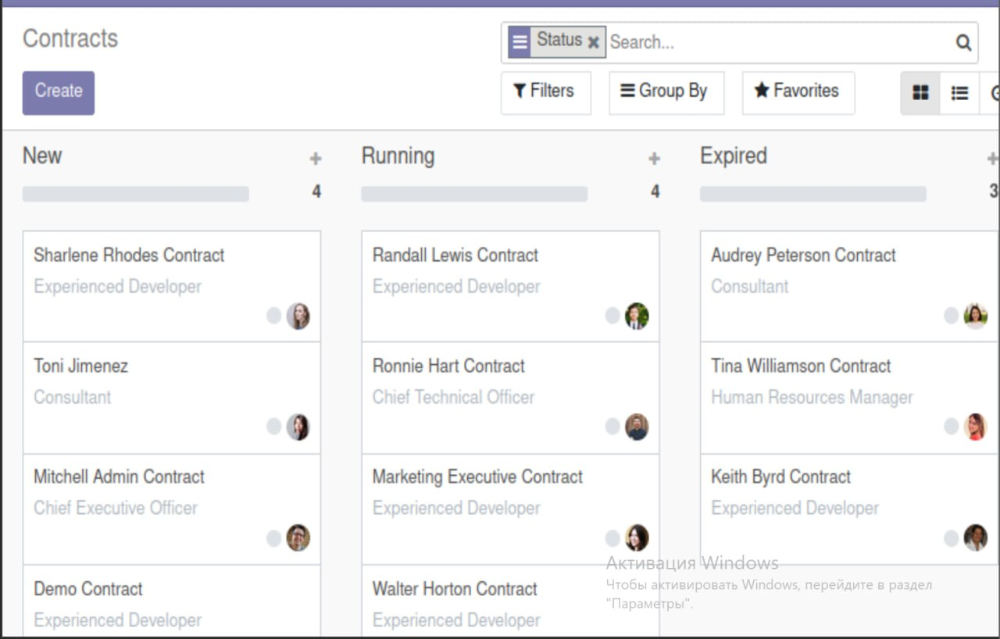 Contracts
Status Search...
Create
Filters Group By Favorites
New
4
Sharlene Rhodes Contract
Experienced Developer
Toni Jimenez
Consultant
Mitchell Admin Contract
Chief Executive Officer
Demo Contract
Experienced Developer
Running
4
Randall Lewis Contract
Experienced Developer
Ronnie Hart Contract
Chief Technical Officer
Marketing Executive Contract
Experienced Developer
Walter Horton Contract
Experienced Developer
Expired
3
Audrey Peterson Contract
Consultant
Tina Williamson Contract
Human Resources Manager
Keith Byrd Contract
Experienced Developer
Активация Windows
Чтобы активировать Windows, перейдите в раздел
"Параметры".